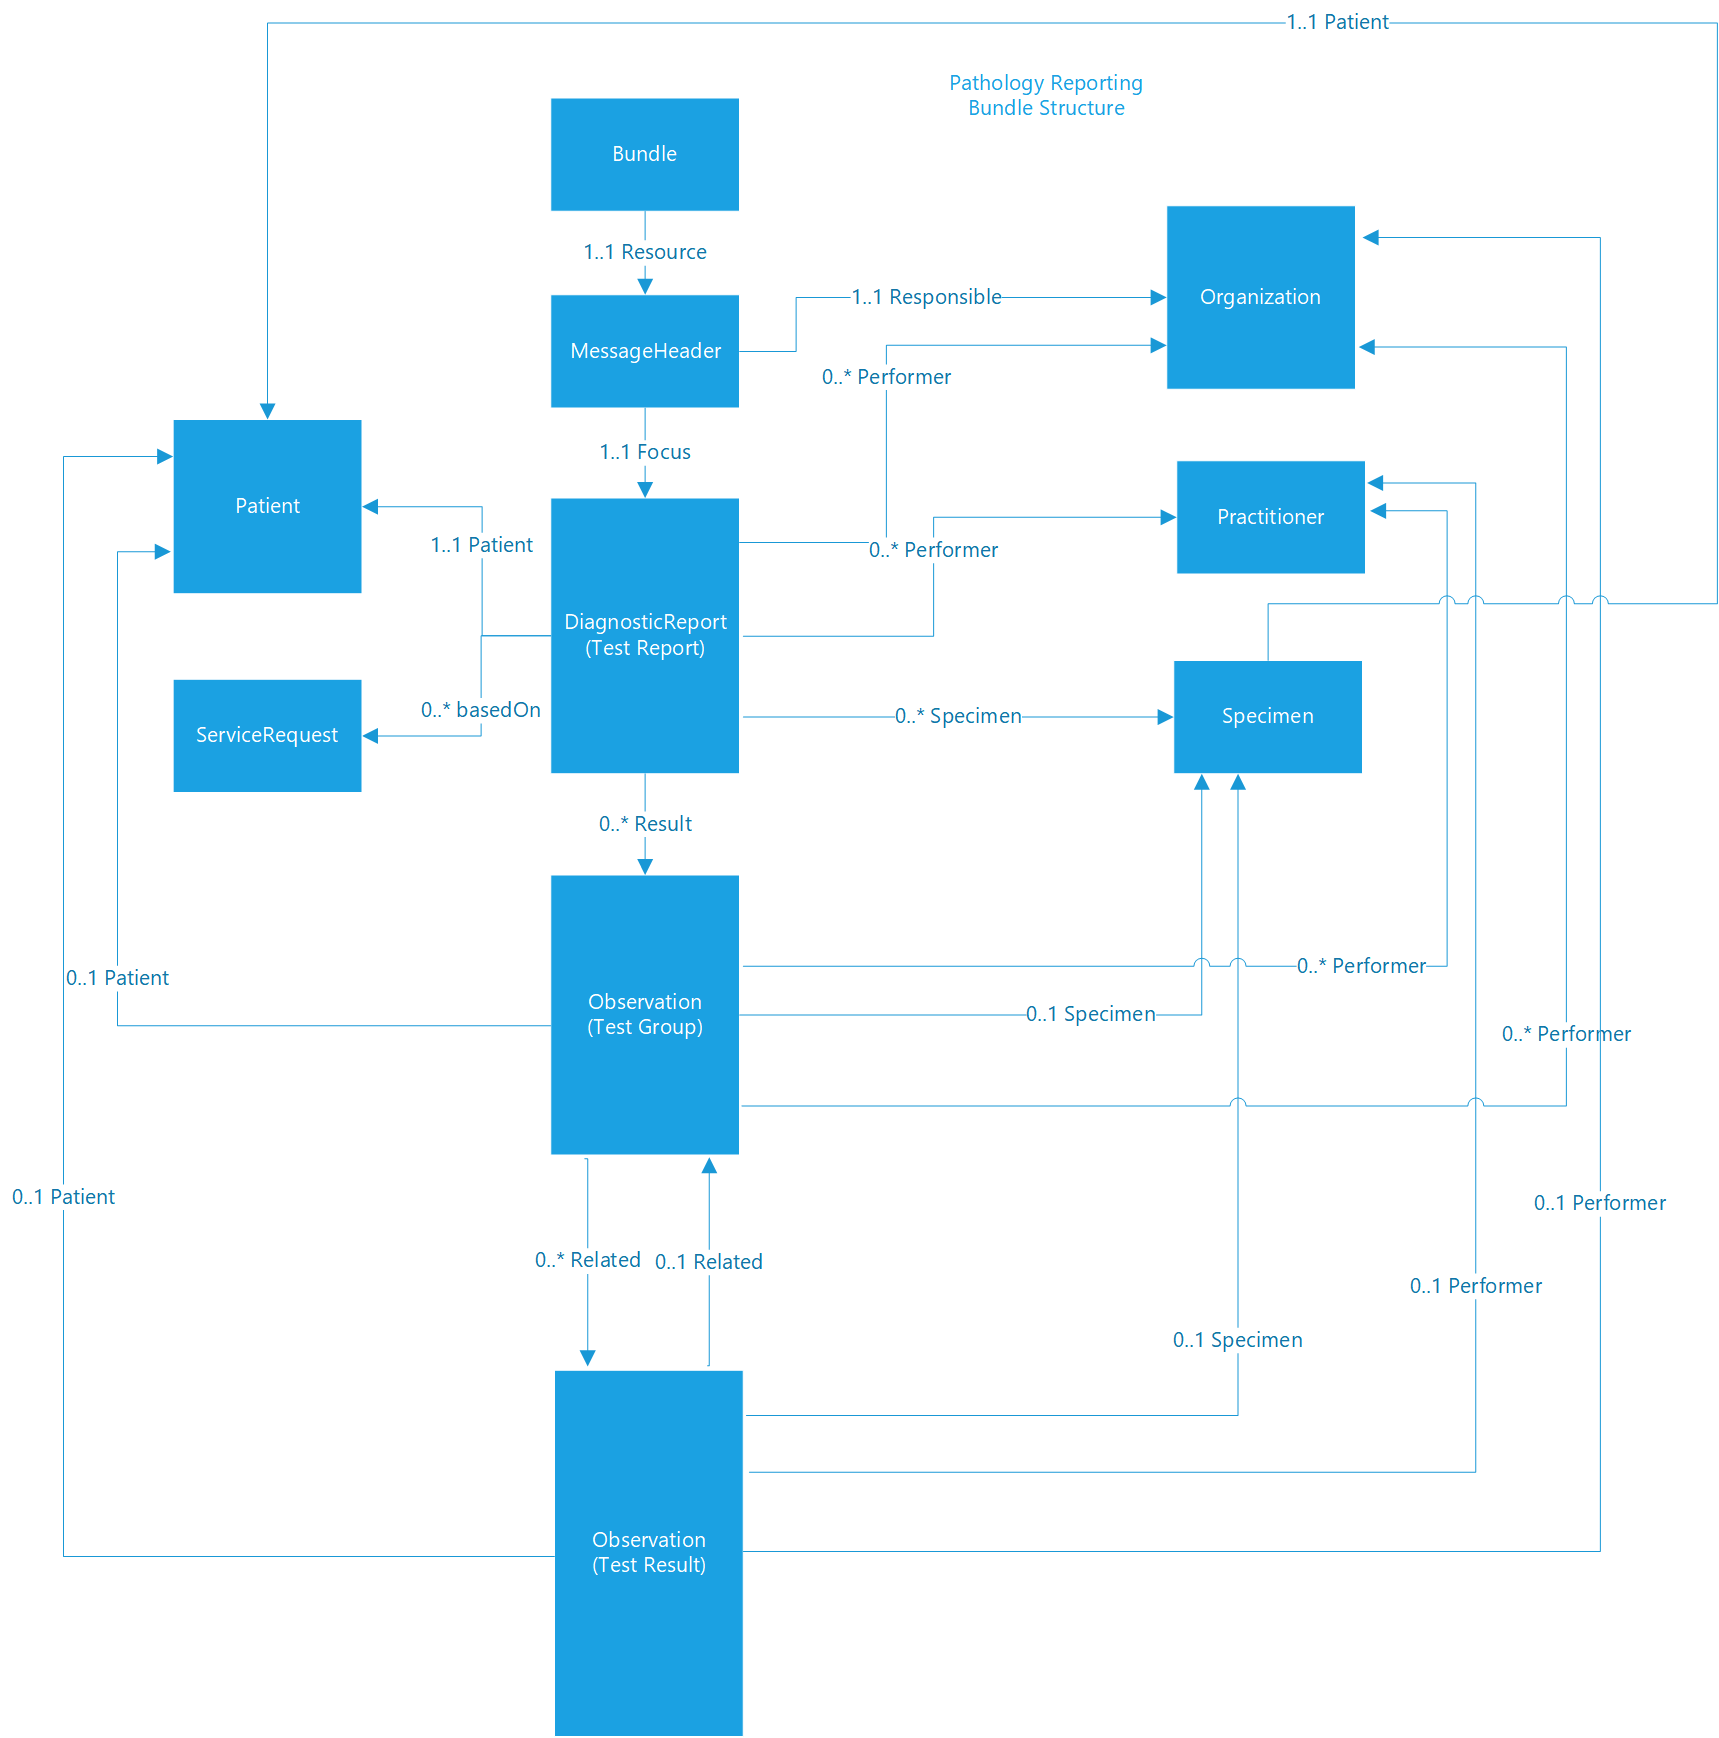 1..1 Patient
Pathology Reporting
Bundle Structure
Bundle
1..1 Resource
Organization
1..1 Responsible
MessageHeader
0..* Performer
1..1 Focus
Patient
Practitioner
1..1 Patient
0..* Performer
DiagnosticReport
(Test Report)
0..* basedOn
0..* Specimen
Specimen
ServiceRequest
0..* Result
0..* Performer
0..1 Patient
Observation
(Test Group)
0..1 Specimen
0..* Performer
0..1 Patient
0..1 Performer
0..* Related
0..1 Related
0..1 Performer
0..1 Specimen
Observation
(Test Result)